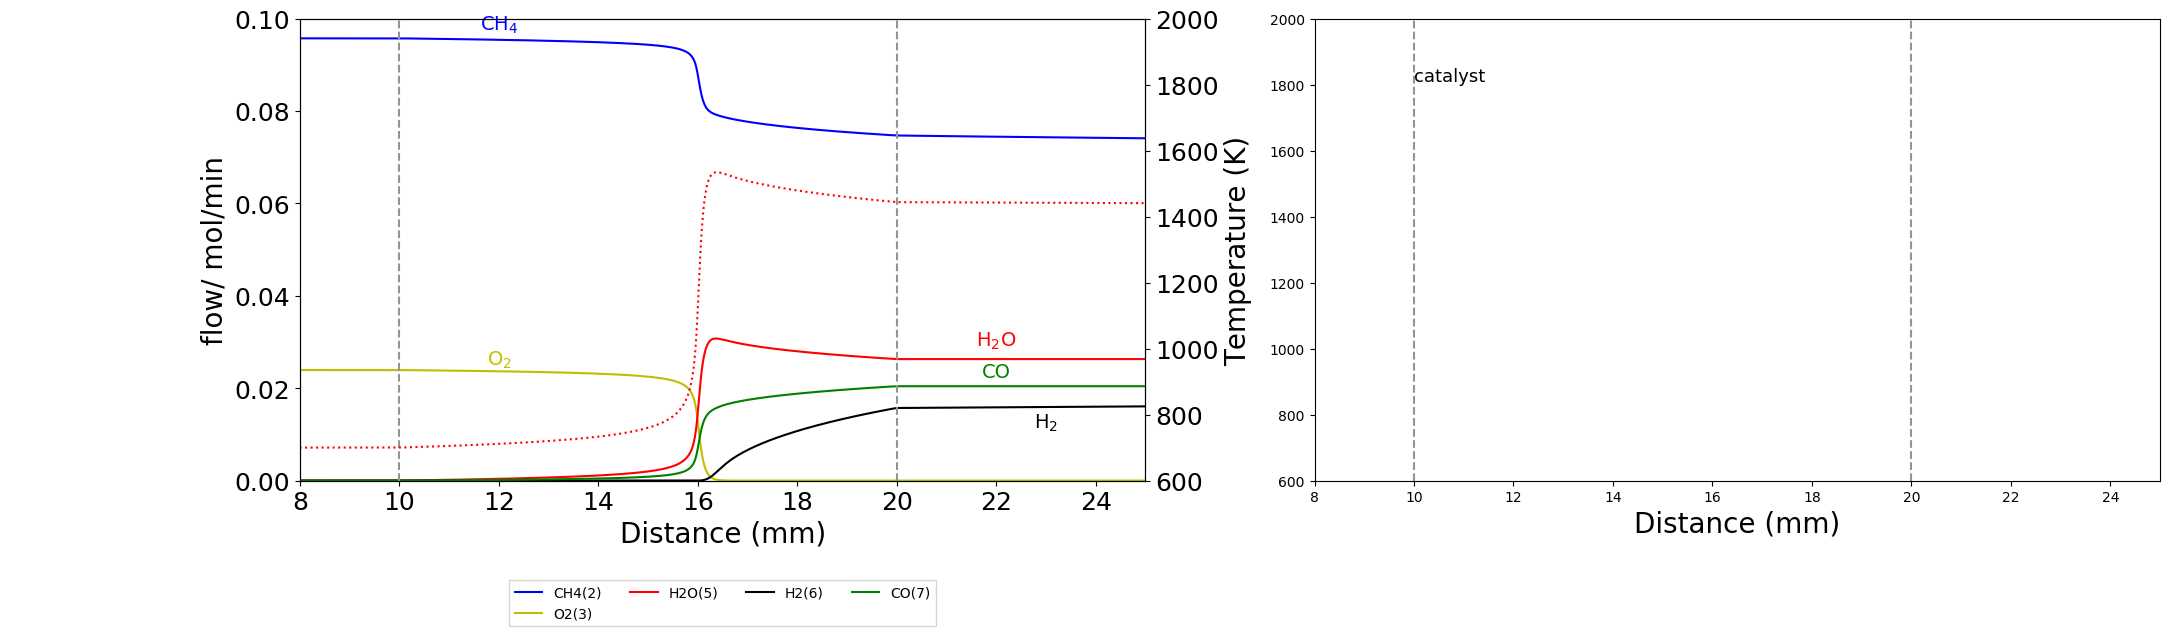 0.10
0.08
0.06
0.04
0.02
0.00
flow/ mol/min
CH₄
O₂
H₂O
CO
H₂
8 10 12 14 16 18 20 22 24
Distance (mm)
2000
1800
1600
1400
1200
1000
800
600
Temperature (K)
CH4(2) H2O(5) H2(6) CO(7)
O2(3)
2000
1800
1600
1400
1200
1000
800
600
catalyst
8 10 12 14 16 18 20 22 24
Distance (mm)